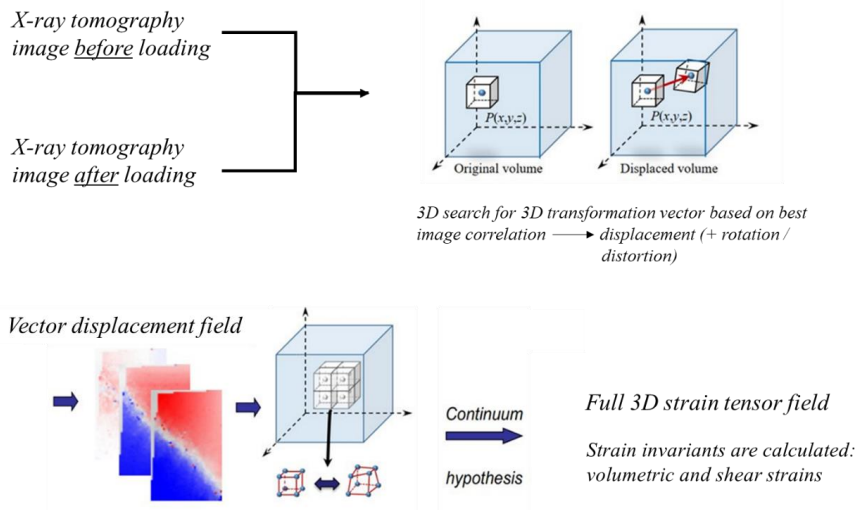 X-ray tomography
image before loading
X-ray tomography
image after loading
P(x,y,z)
P(x,y,z)
Original volume
Displaced volume
3D search for 3D transformation vector based on best
image correlation
displacement (+ rotation /
distortion)
Vector displacement field
Continuum
hypothesis
Full 3D strain tensor field
Strain invariants are calculated:
volumetric and shear strains